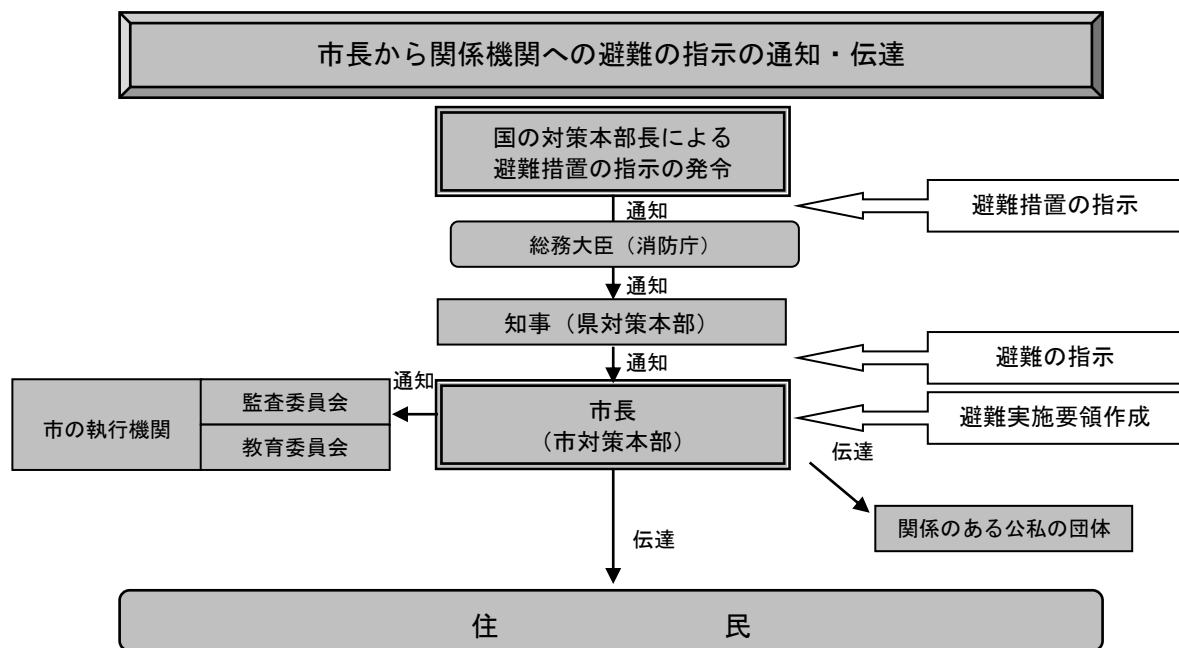 市長から関係機関への避難の指示の通知・伝達
国の対策本部長による
避難措置の指示の発令
通知
避難措置の指示
総務大臣（消防庁）
通知
知事（県対策本部）
通知
避難の指示
市の執行機関
監査委員会
教育委員会
通知
市長
（市対策本部）
避難実施要領作成
伝達
関係のある公私の団体
伝達
住　民